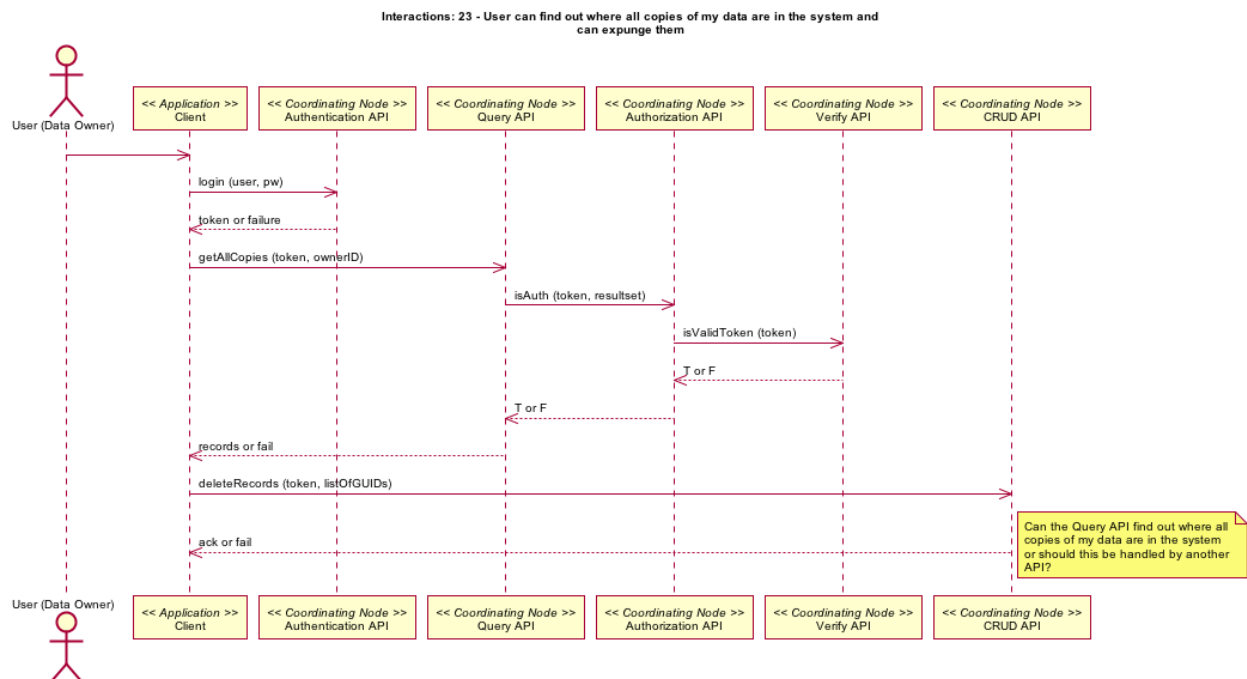 Interactions: 23 - User can find out where all copies of my data are in the system and
can expunge them
User (Data Owner)
<< Application >>
Client
<< Coordinating Node >>
Authentication API
<< Coordinating Node >>
Query API
<< Coordinating Node >>
Authorization API
<< Coordinating Node >>
Verify API
<< Coordinating Node >>
CRUD API
login (user, pw)
token or failure
getAllCopies (token, ownerID)
isAuth (token, resultset)
isValidToken (token)
T or F
T or F
records or fail
deleteRecords (token, listOfGUIDs)
Can the Query API find out where all
copies of my data are in the system
or should this be handled by another
API?
ack or fail
User (Data Owner)
<< Application >>
Client
<< Coordinating Node >>
Authentication API
<< Coordinating Node >>
Query API
<< Coordinating Node >>
Authorization API
<< Coordinating Node >>
Verify API
<< Coordinating Node >>
CRUD API